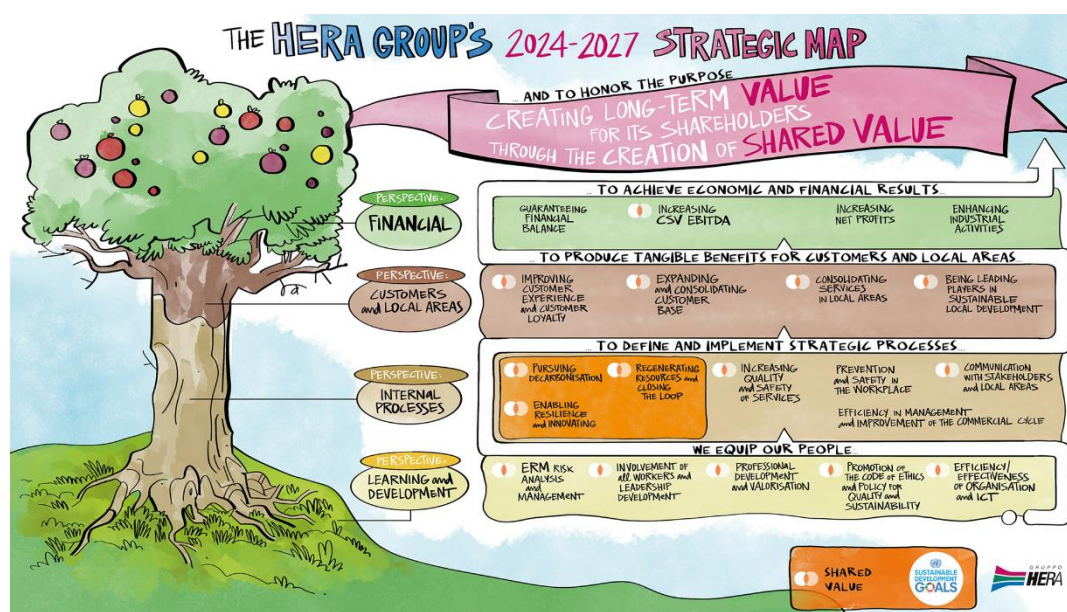 THE HERA GROUP'S 2024-2027 STRATEGIC MAP
... AND TO HONOR THE PURPOSE
CREATING LONG-TERM VALUE
FOR ITS SHAREHOLDERS
THROUGH THE CREATION OF SHARED VALUE
PERSPECTIVE:
FINANCIAL
... TO ACHIEVE ECONOMIC AND FINANCIAL RESULTS...
GUARANTEEING
FINANCIAL
BALANCE
INCREASING
CSV EBITDA
INCREASING
NET PROFITS
ENHANCING
INDUSTRIAL
ACTIVITIES
PERSPECTIVE:
CUSTOMERS
and LOCAL AREAS
...TO PRODUCE TANGIBLE BENEFITS FOR CUSTOMERS AND LOCAL AREAS...
IMPROVING
CUSTOMER
EXPERIENCE
and CUSTOMER
LOYALTY
EXPANDING
and CONSOLIDATING
CUSTOMER
BASE
CONSOLIDATING
SERVICES
IN LOCAL AREAS
BEING LEADING
PLAYERS IN
SUSTAINABLE
LOCAL DEVELOPMENT
PERSPECTIVE:
INTERNAL
PROCESSES
...TO DEFINE AND IMPLEMENT STRATEGIC PROCESSES...
PURSUING
DECARBONISATION
REGENERATING
RESOURCES and
CLOSING
THE LOOP
ENABLING
RESILIENCE
and INNOVATING
INCREASING
QUALITY
and SAFETY
OF SERVICES
PREVENTION
and SAFETY IN
THE WORKPLACE
COMMUNICATION
WITH STAKEHOLDERS
and LOCAL AREAS
EFFICIENCY IN MANAGEMENT
and IMPROVEMENT OF THE COMMERCIAL CYCLE
PERSPECTIVE:
LEARNING and
DEVELOPMENT
WE EQUIP OUR PEOPLE...
ERM RISK
ANALYSIS
and
MANAGEMENT
INVOLVEMENT OF
all WORKERS and
LEADERSHIP
DEVELOPMENT
PROFESSIONAL
DEVELOPMENT
and VALORISATION
PROMOTION OF
THE CODE OF ETHICS
and POLICY FOR
QUALITY and
SUSTAINABILITY
EFFICIENCY/
EFFECTIVENESS
OF ORGANISATION
and ICT
SHARED
VALUE
SUSTAINABLE
DEVELOPMENT
GOALS
GRUPPO
HERA